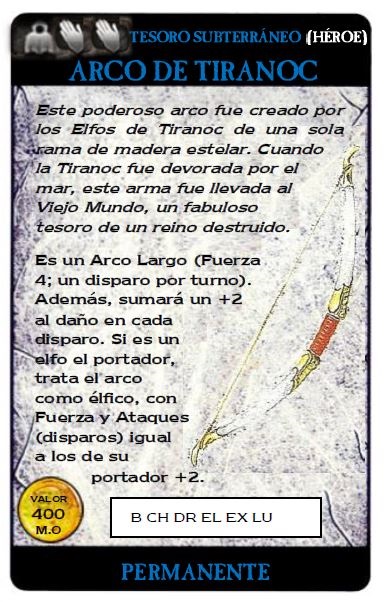 TESORO SUBTERRÁNEO (HÉROE)
ARCO DE TIRANOC
Este poderoso arco fue creado por
los Elfos de Tiranoc de una sola
rama de madera estelar. Cuando
la Tiranoc fue devorada por el
mar, este arma fue llevada al
Viejo Mundo, un fabuloso
tesoro de un reino destruido.
Es un Arco Largo (Fuerza
4; un disparo por turno).
Además, sumará un +2
al daño en cada
disparo. Si es un
elfo el portador,
trata el arco
como élfico, con
Fuerza y Ataques
(disparos) igual
a los de su
portador +2.
VALOR
400
M.O
B CH DR EL EX LU
PERMANENTE